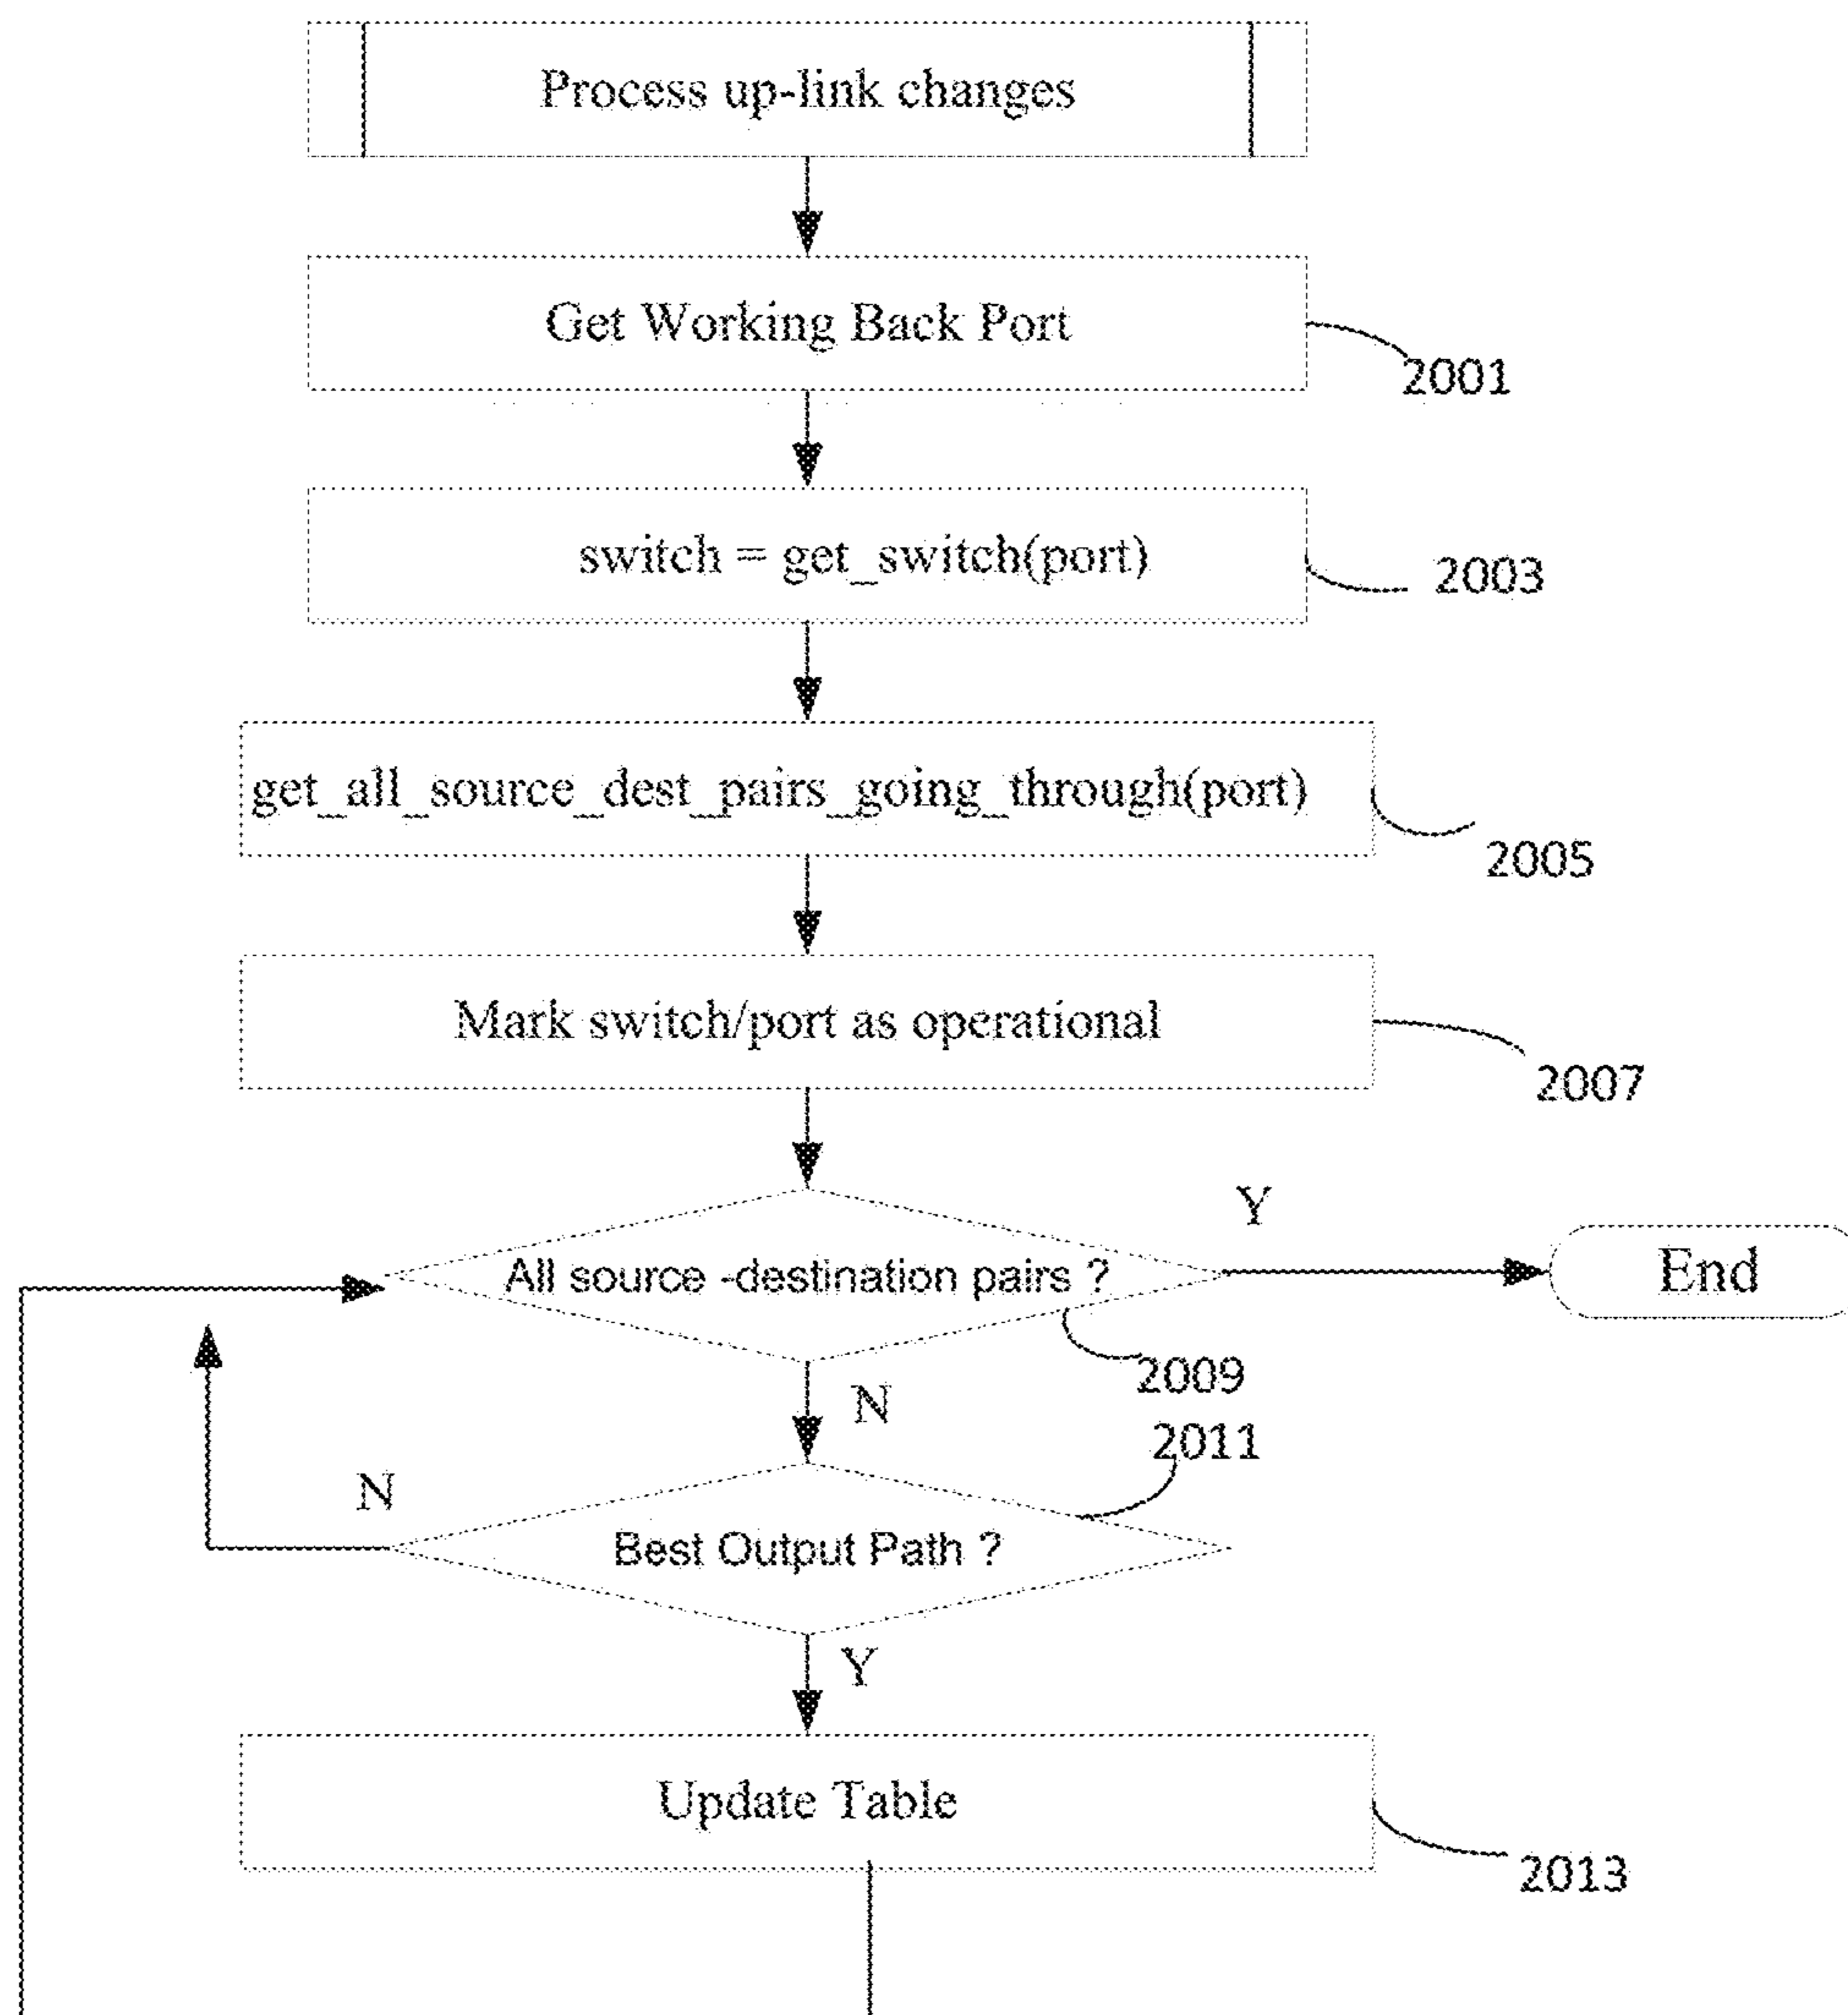 Process up-link changes
Get Working Back Port
2001
switch = get_switch(port)
2003
get_all_source_dest_pairs_going_through(port)
2005
Mark switch/port as operational
2007
Y
All source -destination pairs ?
End
2009
N
2011
N
Best Output Path ?
Y
Update Table
2013